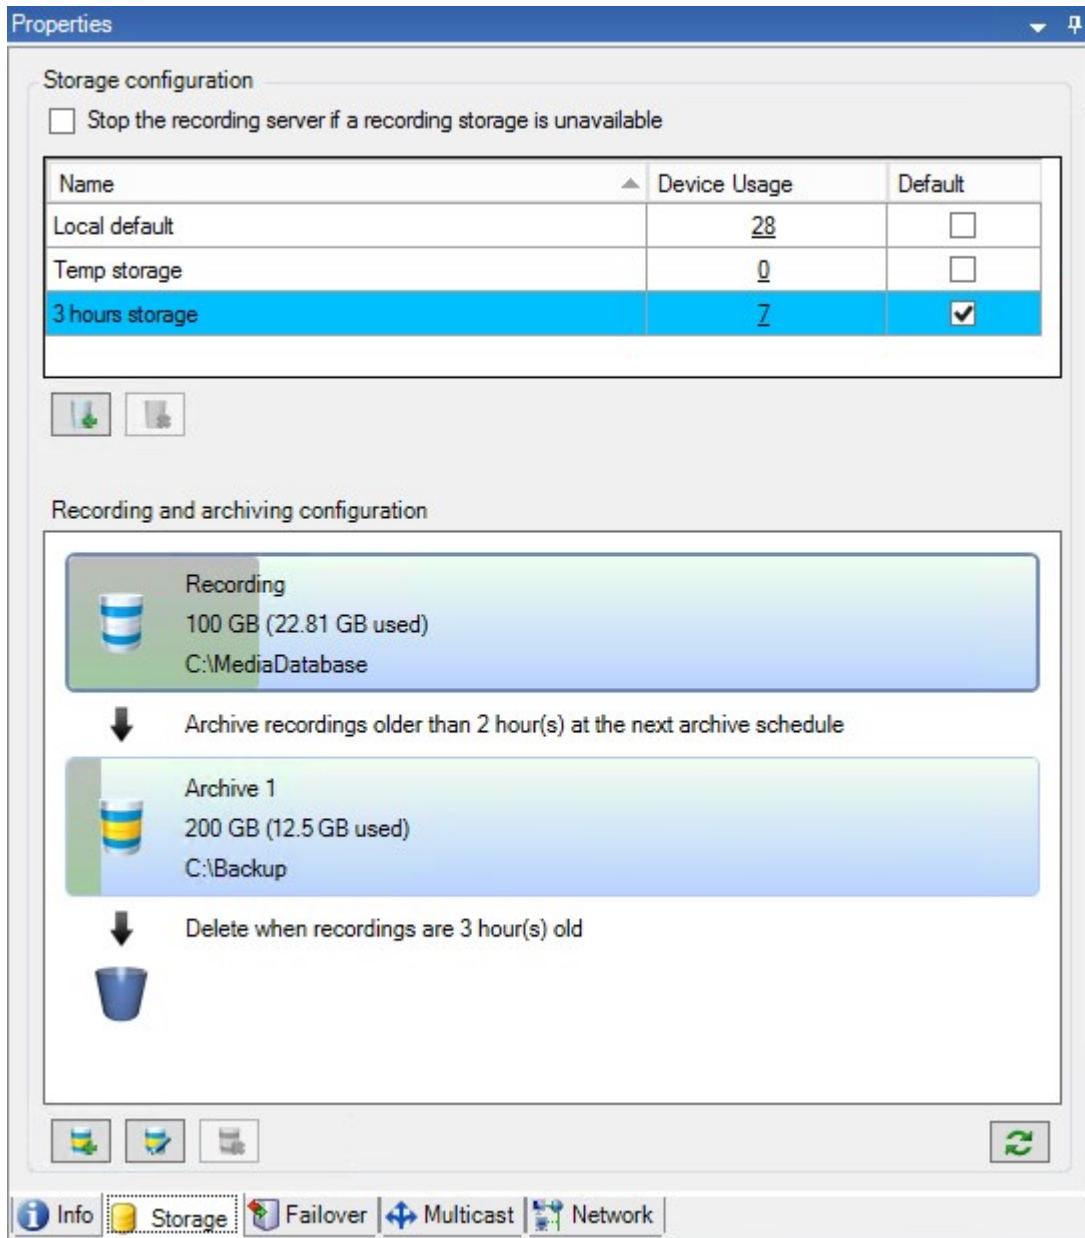 Properties
Storage configuration
Stop the recording server if a recording storage is unavailable
Name Device Usage Default
Local default 28
Temp storage 0
3 hours storage 7
Recording and archiving configuration
Recording
100 GB (22.81 GB used)
C:\MediaDatabase
Archive recordings older than 2 hour(s) at the next archive schedule
Archive 1
200 GB (12.5 GB used)
C:\Backup
Delete when recordings are 3 hour(s) old
Info Storage Failover Multicast Network